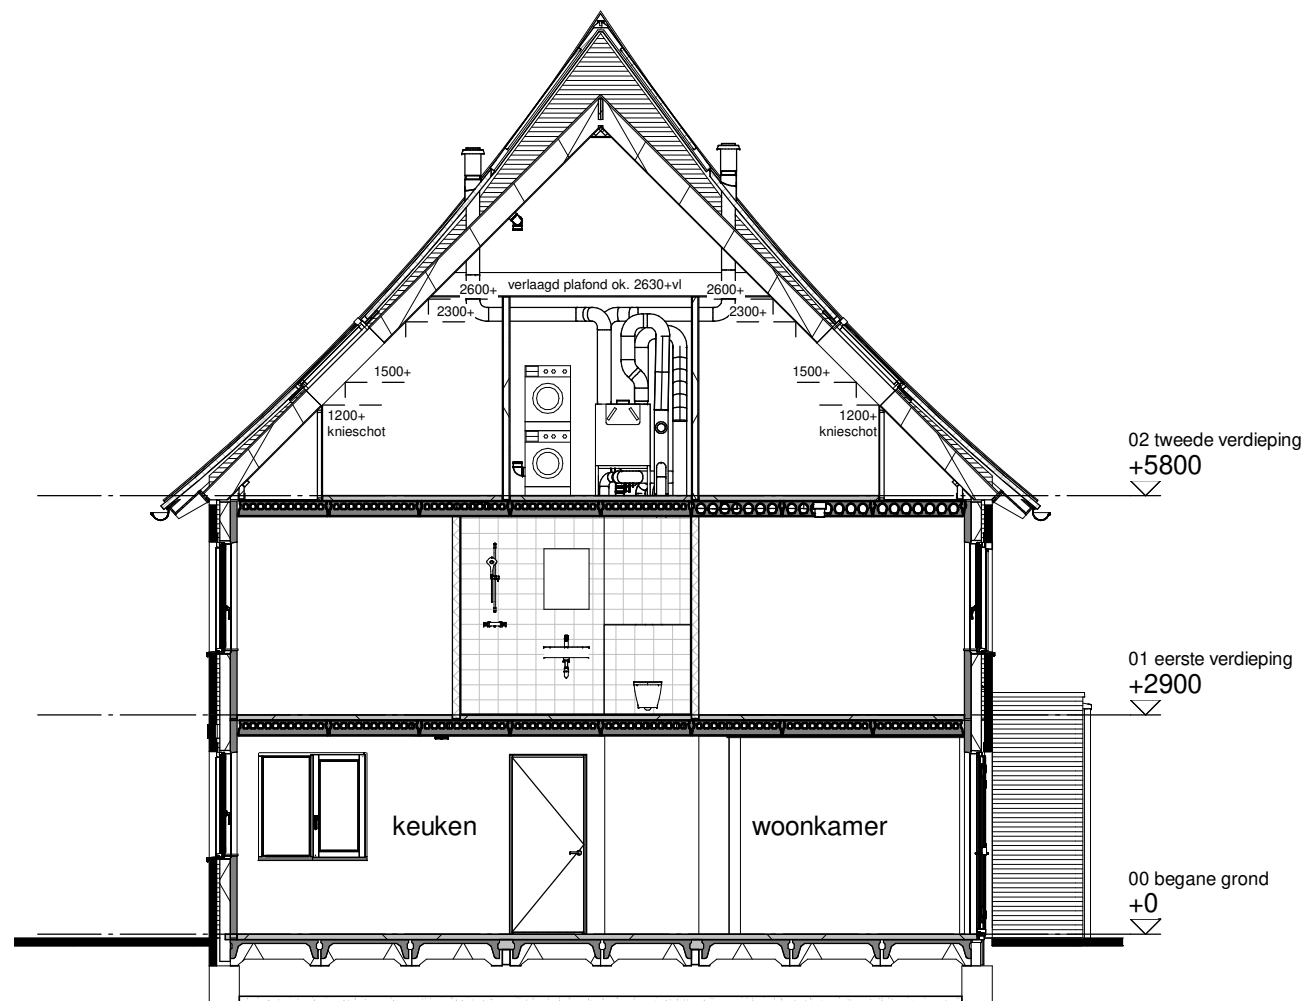 2600+ verlaagd plafond ok. 2630+vl 2600+
2300+ 2300+
1500+ 1500+
1200+ 1200+
knieschot knieschot
02 tweede verdieping
+5800
01 eerste verdieping
+2900
keuken woonkamer
00 begane grond
+0